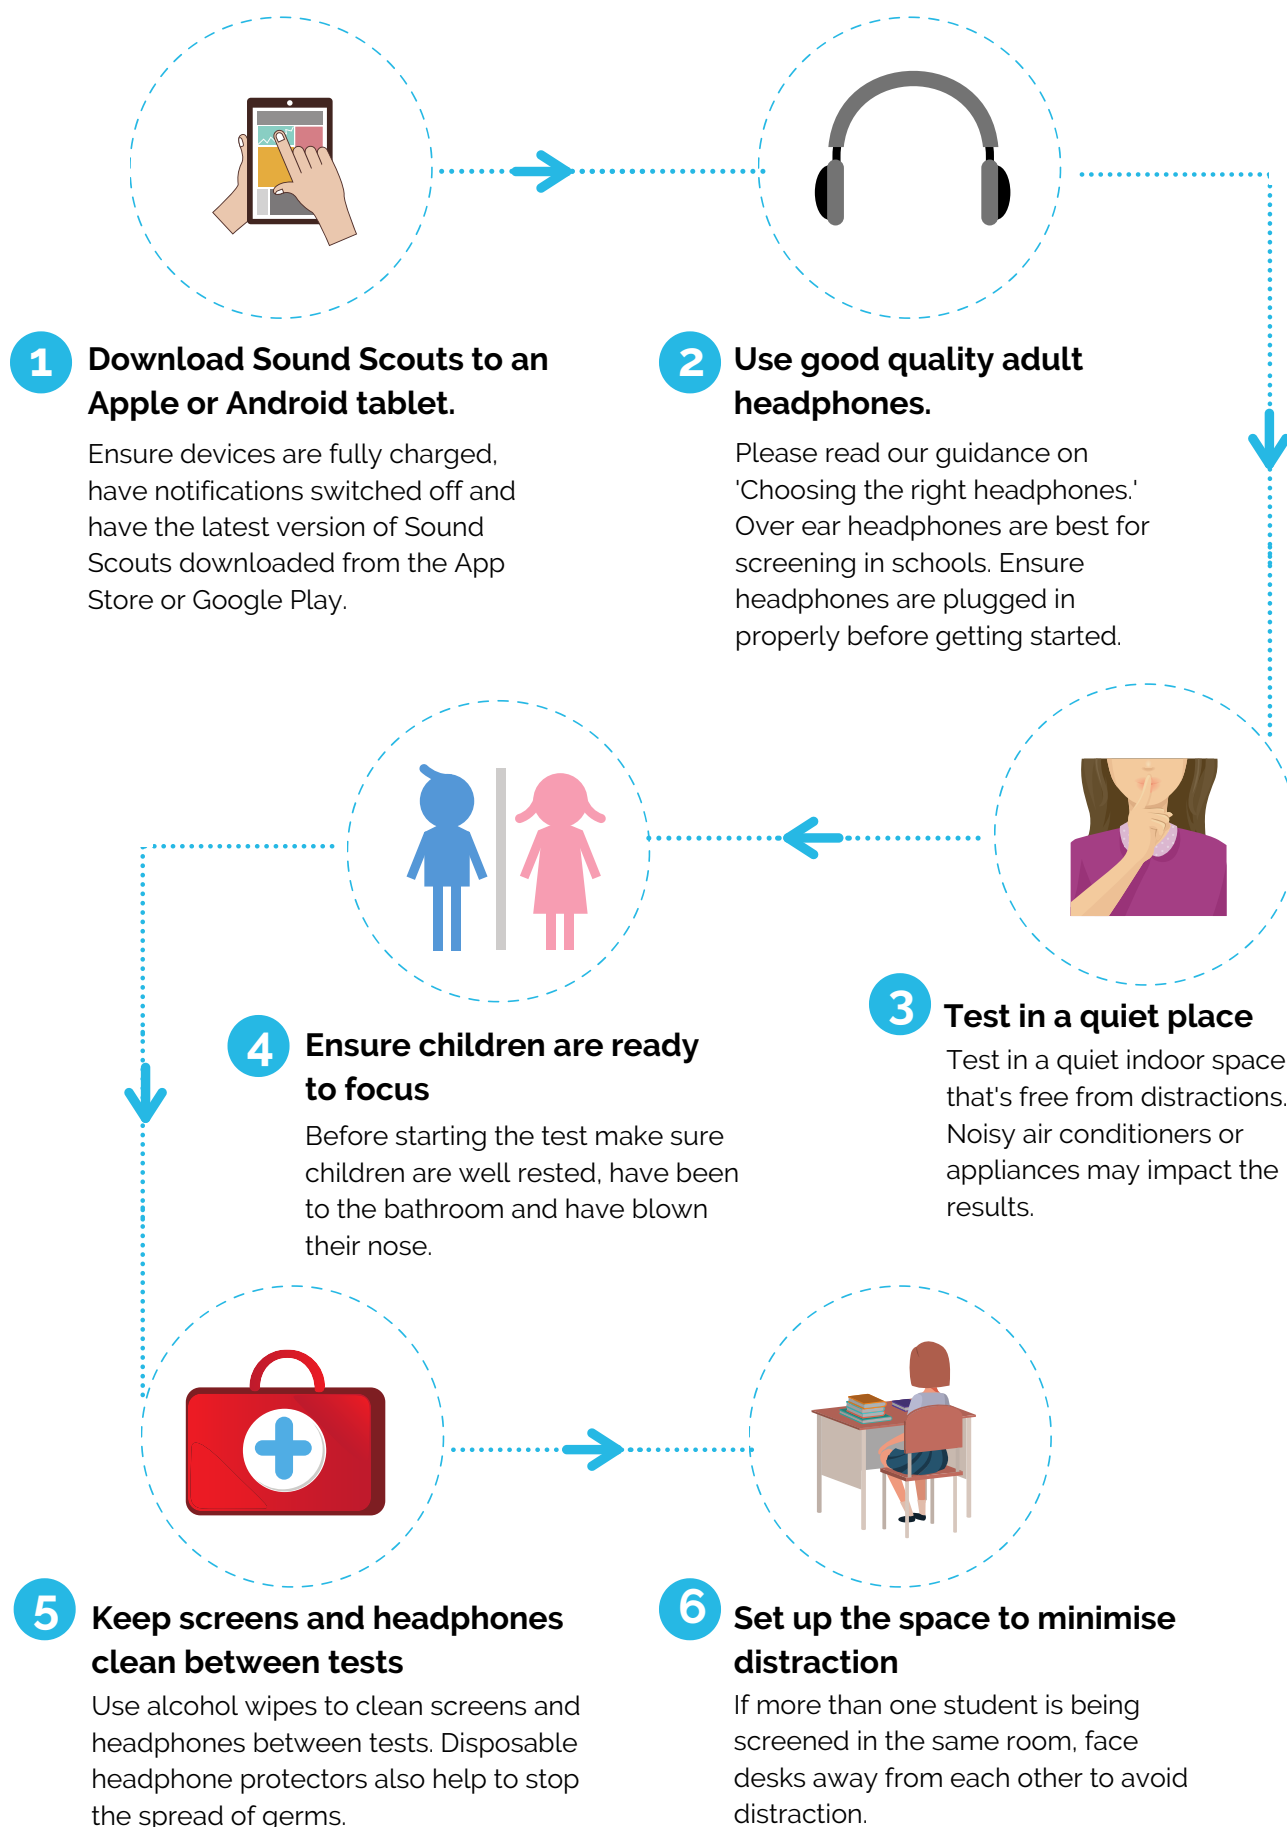 1
Download Sound Scouts to an
Apple or Android tablet.
Ensure devices are fully charged,
have notifications switched off and
have the latest version of Sound
Scouts downloaded from the App
Store or Google Play.
2
Use good quality adult
headphones.
Please read our guidance on
'Choosing the right headphones.'
Over ear headphones are best for
screening in schools. Ensure
headphones are plugged in
properly before getting started.
3
Test in a quiet place
Test in a quiet indoor space
that's free from distractions.
Noisy air conditioners or
appliances may impact the
results.
4
Ensure children are ready
to focus
Before starting the test make sure
children are well rested, have been
to the bathroom and have blown
their nose.
5
Keep screens and headphones
clean between tests
Use alcohol wipes to clean screens and
headphones between tests. Disposable
headphone protectors also help to stop
the spread of germs.
6
Set up the space to minimise
distraction
If more than one student is being
screened in the same room, face
desks away from each other to avoid
distraction.